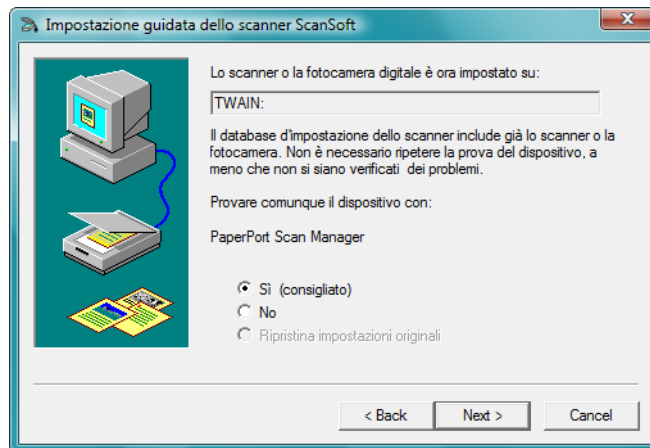 Impostazione guidata dello scanner ScanSoft
Lo scanner o la fotocamera digitale è ora impostato su:
TWAIN:
Il database d'impostazione dello scanner include già lo scanner o la
fotocamera. Non è necessario ripetere la prova del dispositivo, a
meno che non si siano verificati dei problemi.
Provare comunque il dispositivo con:
PaperPort Scan Manager
Sì (consigliato)
No
Ripristina impostazioni originali
< Back
Next >
Cancel